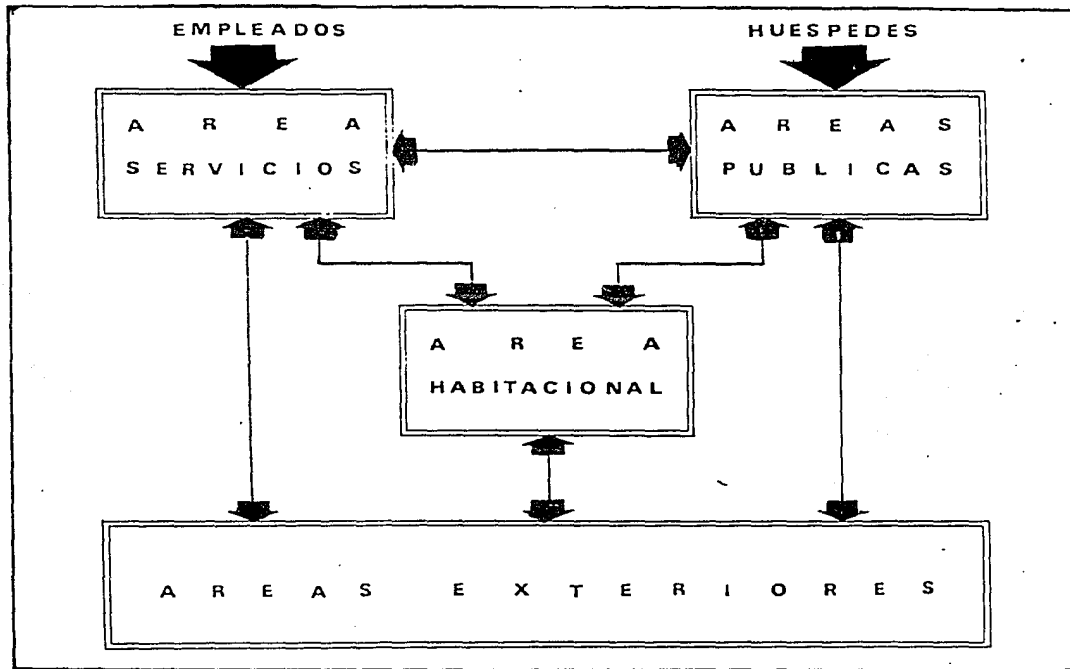 EMPLEADOS
HUESPEDES
AREA
SERVICIOS
AREAS
PUBLICAS
AREA
HABITACIONAL
AREAS EXTERIORES